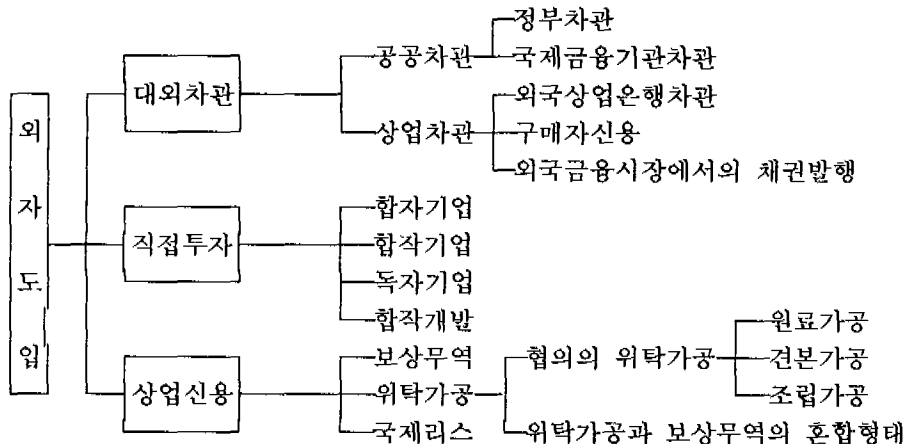 외자도입
대외차관
공공차관
정부차관
국제금융기관차관
상업차관
외국상업은행차관
구매자신용
외국금융시장에서의 채권발행
직접투자
합자기업
합작기업
독자기업
합작개발
상업신용
보상무역
위탁가공
협의의 위탁가공
원료가공
견본가공
조립가공
위탁가공과 보상무역의 혼합형태
국제리스